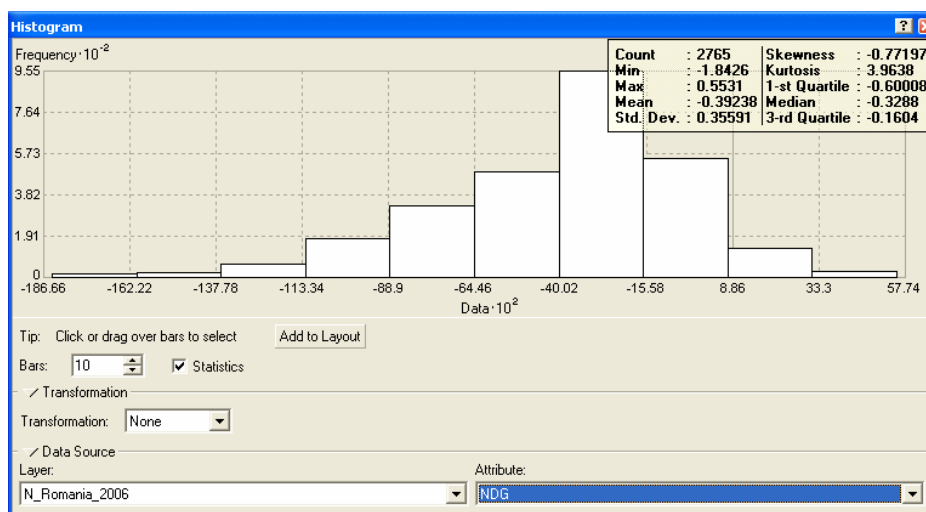 Histogram
Frequency·10⁻²
9.55
7.64
5.73
3.82
1.91
0
Count : 2765 Skewness : -0.77197
Min : -1.8426 Kurtosis : 3.9638
Max : 0.5531 1-st Quartile : -0.60008
Mean : -0.39238 Median : -0.3288
Std. Dev. : 0.35591 3-rd Quartile : -0.1604
-186.66 -162.22 -137.78 -113.34 -88.9 -64.46 -40.02 -15.58 8.86 33.3 57.74
Data·10²
Tip: Click or drag over bars to select Add to Layout
Bars: 10 Statistics
Transformation
Transformation: None
Data Source
Layer: Attribute:
N_Romania_2006 NDG